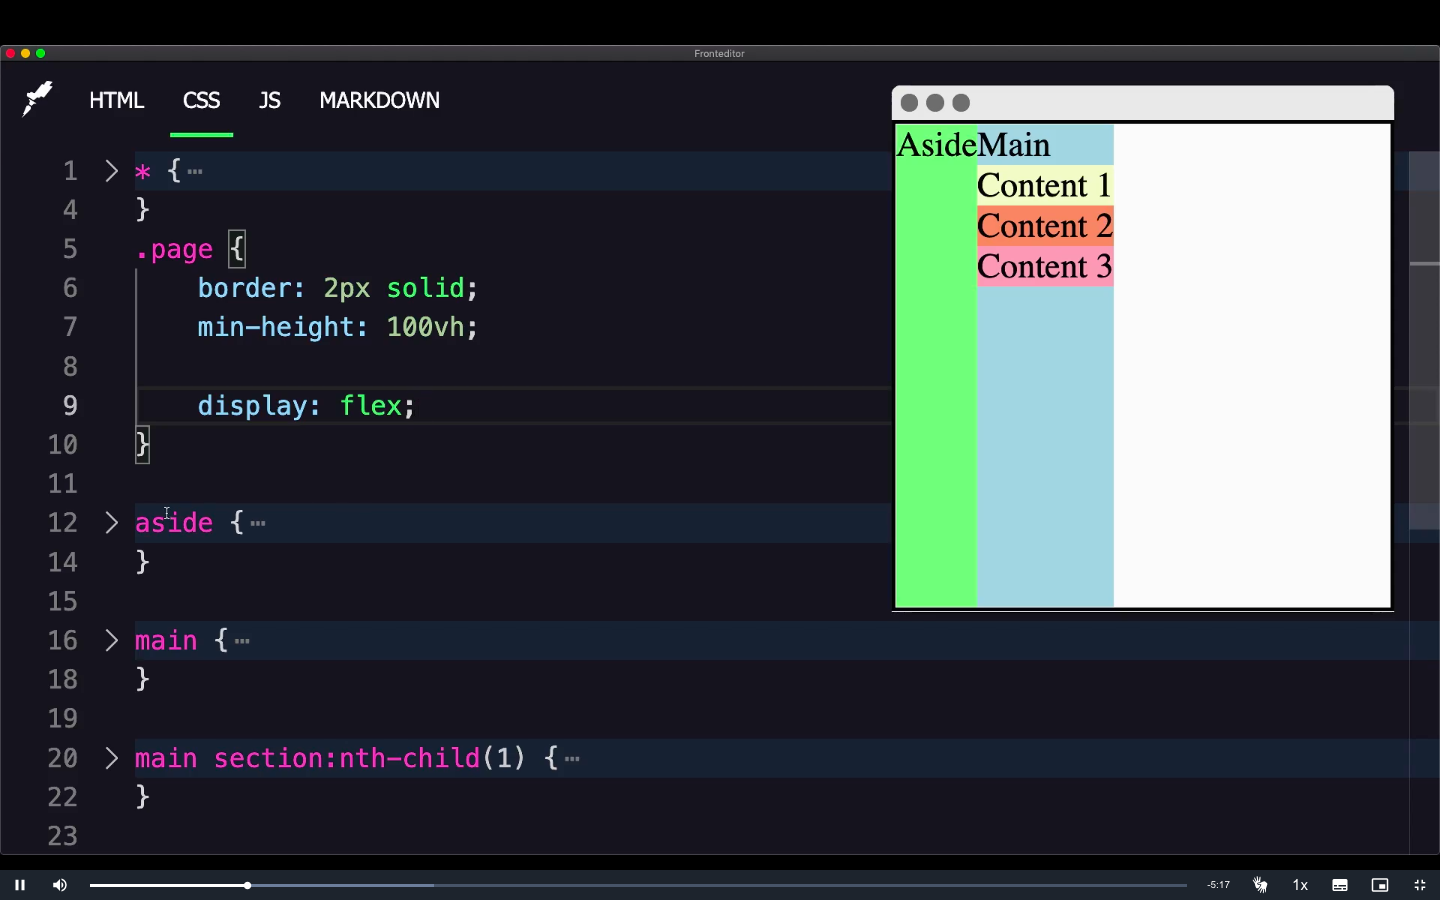 Fronteditor
HTML CSS JS MARKDOWN
1 * {⋯
4 }
5 .page {
6 border: 2px solid;
7 min-height: 100vh;
8
9 display: flex;
10 }
11
12 aside {⋯
14 }
15
16 main {⋯
18 }
19
20 main section:nth-child(1) {⋯
22 }
23
AsideMain
Content 1
Content 2
Content 3
-5:17 1x